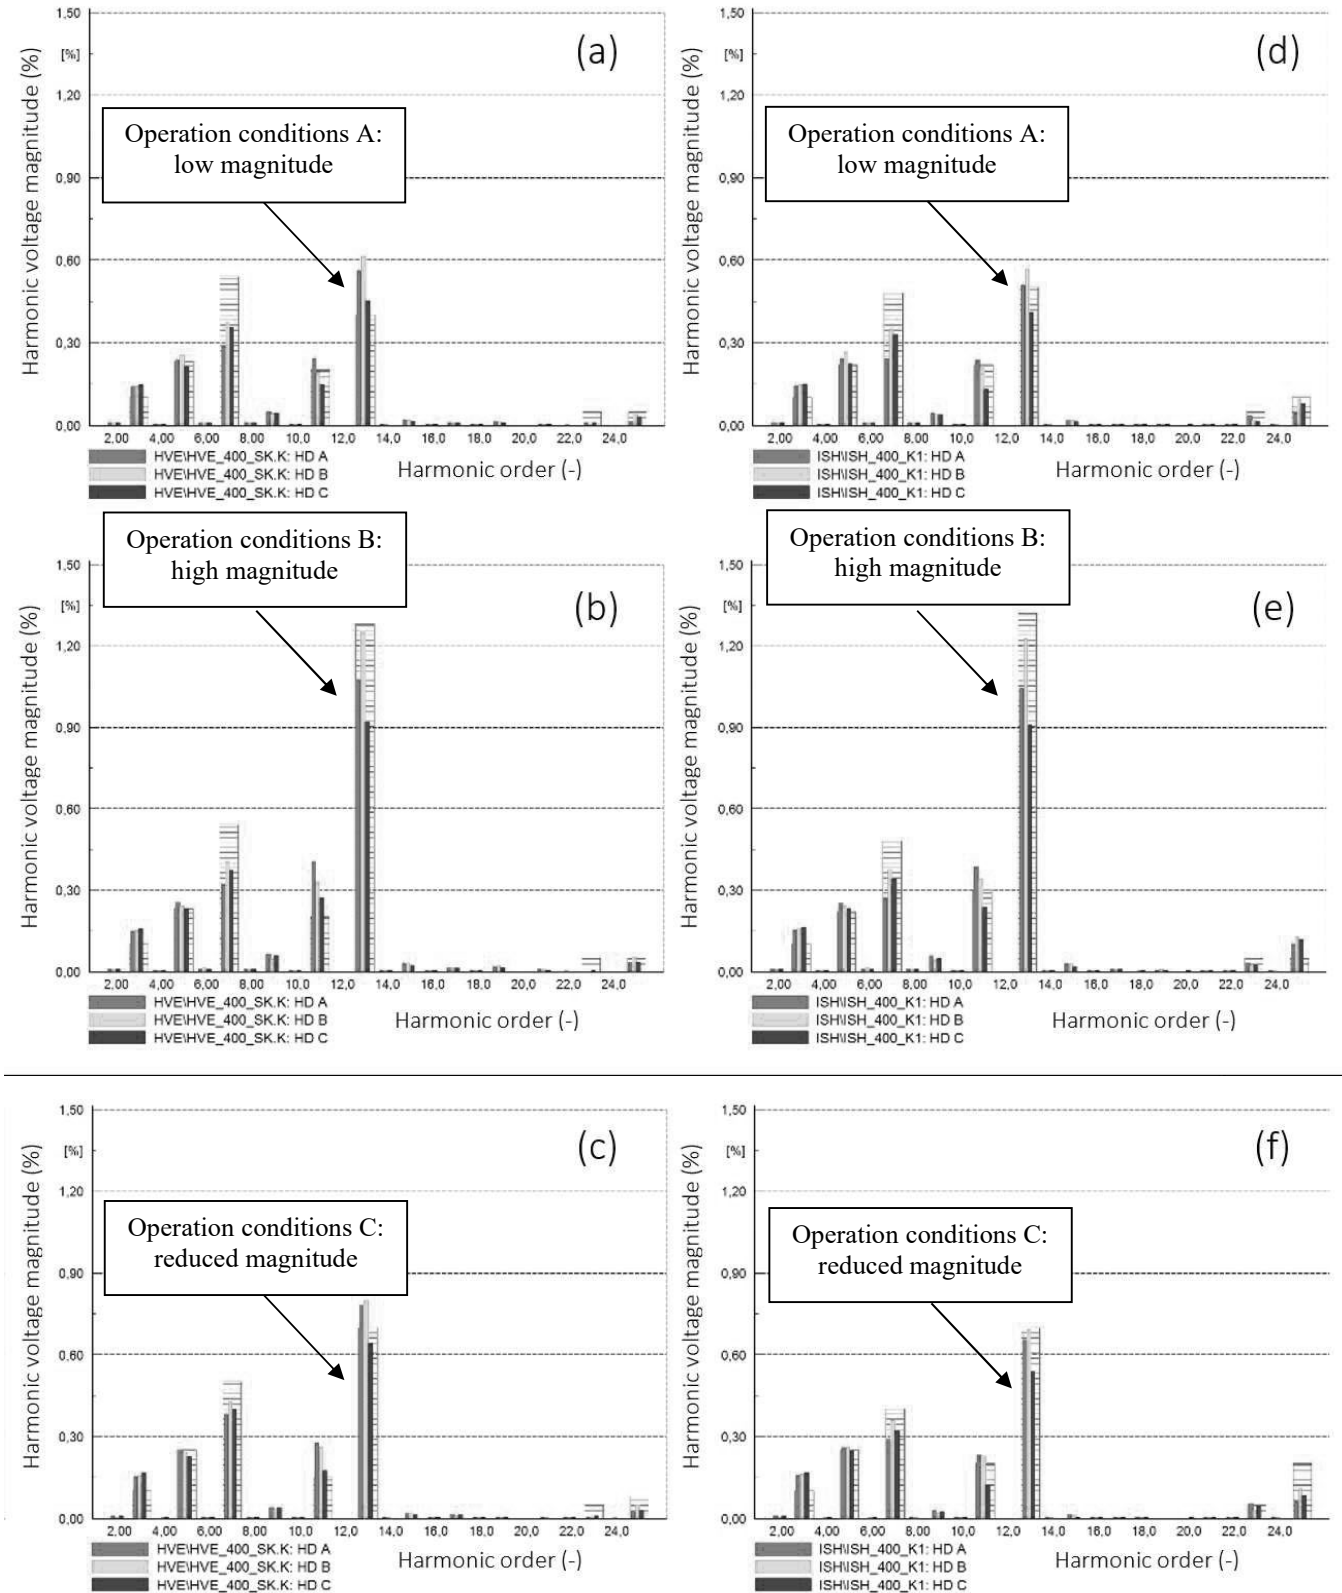 Harmonic voltage magnitude (%)
1,50
[%]
1,20
0,90
0,60
0,30
0,00
(a)
Operation conditions A:
low magnitude
2,00 4,00 6,00 8,00 10,0 12,0 14,0 16,0 18,0 20,0 22,0 24,0
HVE\HVE_400_SK.K: HD A
HVE\HVE_400_SK.K: HD B
HVE\HVE_400_SK.K: HD C
Harmonic order (-)
Harmonic voltage magnitude (%)
1,50
[%]
1,20
0,90
0,60
0,30
0,00
(d)
Operation conditions A:
low magnitude
2,00 4,00 6,00 8,00 10,0 12,0 14,0 16,0 18,0 20,0 22,0 24,0
ISH\ISH_400_K1: HD A
ISH\ISH_400_K1: HD B
ISH\ISH_400_K1: HD C
Harmonic order (-)
Harmonic voltage magnitude (%)
1,50
[%]
1,20
0,90
0,60
0,30
0,00
(b)
Operation conditions B:
high magnitude
2,00 4,00 6,00 8,00 10,0 12,0 14,0 16,0 18,0 20,0 22,0 24,0
HVE\HVE_400_SK.K: HD A
HVE\HVE_400_SK.K: HD B
HVE\HVE_400_SK.K: HD C
Harmonic order (-)
Harmonic voltage magnitude (%)
1,50
[%]
1,20
0,90
0,60
0,30
0,00
(e)
Operation conditions B:
high magnitude
2,00 4,00 6,00 8,00 10,0 12,0 14,0 16,0 18,0 20,0 22,0 24,0
ISH\ISH_400_K1: HD A
ISH\ISH_400_K1: HD B
ISH\ISH_400_K1: HD C
Harmonic order (-)
Harmonic voltage magnitude (%)
1,50
[%]
1,20
0,90
0,60
0,30
0,00
(c)
Operation conditions C:
reduced magnitude
2,00 4,00 6,00 8,00 10,0 12,0 14,0 16,0 18,0 20,0 22,0 24,0
HVE\HVE_400_SK.K: HD A
HVE\HVE_400_SK.K: HD B
HVE\HVE_400_SK.K: HD C
Harmonic order (-)
Harmonic voltage magnitude (%)
1,50
[%]
1,20
0,90
0,60
0,30
0,00
(f)
Operation conditions C:
reduced magnitude
2,00 4,00 6,00 8,00 10,0 12,0 14,0 16,0 18,0 20,0 22,0 24,0
ISH\ISH_400_K1: HD A
ISH\ISH_400_K1: HD B
ISH\ISH_400_K1: HD C
Harmonic order (-)